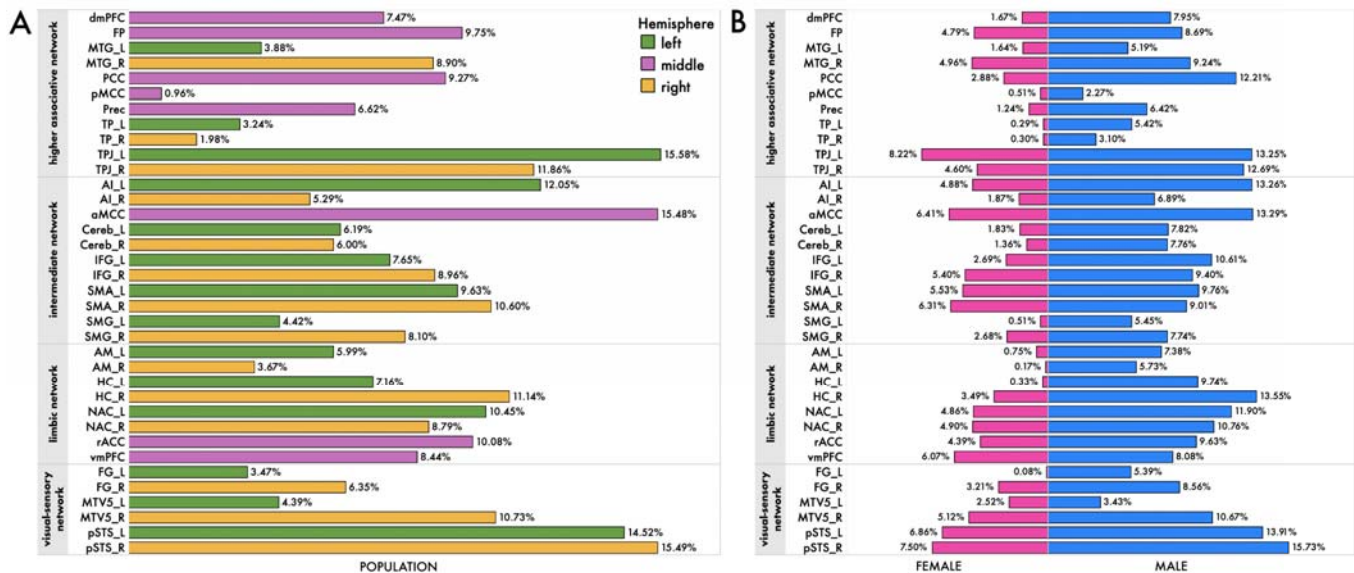 A
B
Hemisphere
left
middle
right
higher associative network
dmPFC 7.47%
FP 9.75%
MTG_L 3.88%
MTG_R 8.90%
PCC 9.27%
pMCC 0.96%
Prec 6.62%
TP_L 3.24%
TP_R 1.98%
TPJ_L 15.58%
TPJ_R 11.86%
intermediate network
AI_L 12.05%
AI_R 5.29%
aMCC 15.48%
Cereb_L 6.19%
Cereb_R 6.00%
IFG_L 7.65%
IFG_R 8.96%
SMA_L 9.63%
SMA_R 10.60%
SMG_L 4.42%
SMG_R 8.10%
limbic network
AM_L 5.99%
AM_R 3.67%
HC_L 7.16%
HC_R 11.14%
NAC_L 10.45%
NAC_R 8.79%
rACC 10.08%
vmPFC 8.44%
visual-sensory network
FG_L 3.47%
FG_R 6.35%
MTV5_L 4.39%
MTV5_R 10.73%
pSTS_L 14.52%
pSTS_R 15.49%
POPULATION
higher associative network
dmPFC 1.67% 7.95%
FP 4.79% 8.69%
MTG_L 1.64% 5.19%
MTG_R 4.96% 9.24%
PCC 2.88% 12.21%
pMCC 0.51% 2.27%
Prec 1.24% 6.42%
TP_L 0.29% 5.42%
TP_R 0.30% 3.10%
TPJ_L 8.22% 13.25%
TPJ_R 4.60% 12.69%
intermediate network
AI_L 4.88% 13.26%
AI_R 1.87% 6.89%
aMCC 6.41% 13.29%
Cereb_L 1.83% 7.82%
Cereb_R 1.36% 7.76%
IFG_L 2.69% 10.61%
IFG_R 5.40% 9.40%
SMA_L 5.53% 9.76%
SMA_R 6.31% 9.01%
SMG_L 0.51% 5.45%
SMG_R 2.68% 7.74%
limbic network
AM_L 0.75% 7.38%
AM_R 0.17% 5.73%
HC_L 0.33% 9.74%
HC_R 3.49% 13.55%
NAC_L 4.86% 11.90%
NAC_R 4.90% 10.76%
rACC 4.39% 9.63%
vmPFC 6.07% 8.08%
visual-sensory network
FG_L 0.08% 5.39%
FG_R 3.21% 8.56%
MTV5_L 2.52% 3.43%
MTV5_R 5.12% 10.67%
pSTS_L 6.86% 13.91%
pSTS_R 7.50% 15.73%
FEMALE MALE